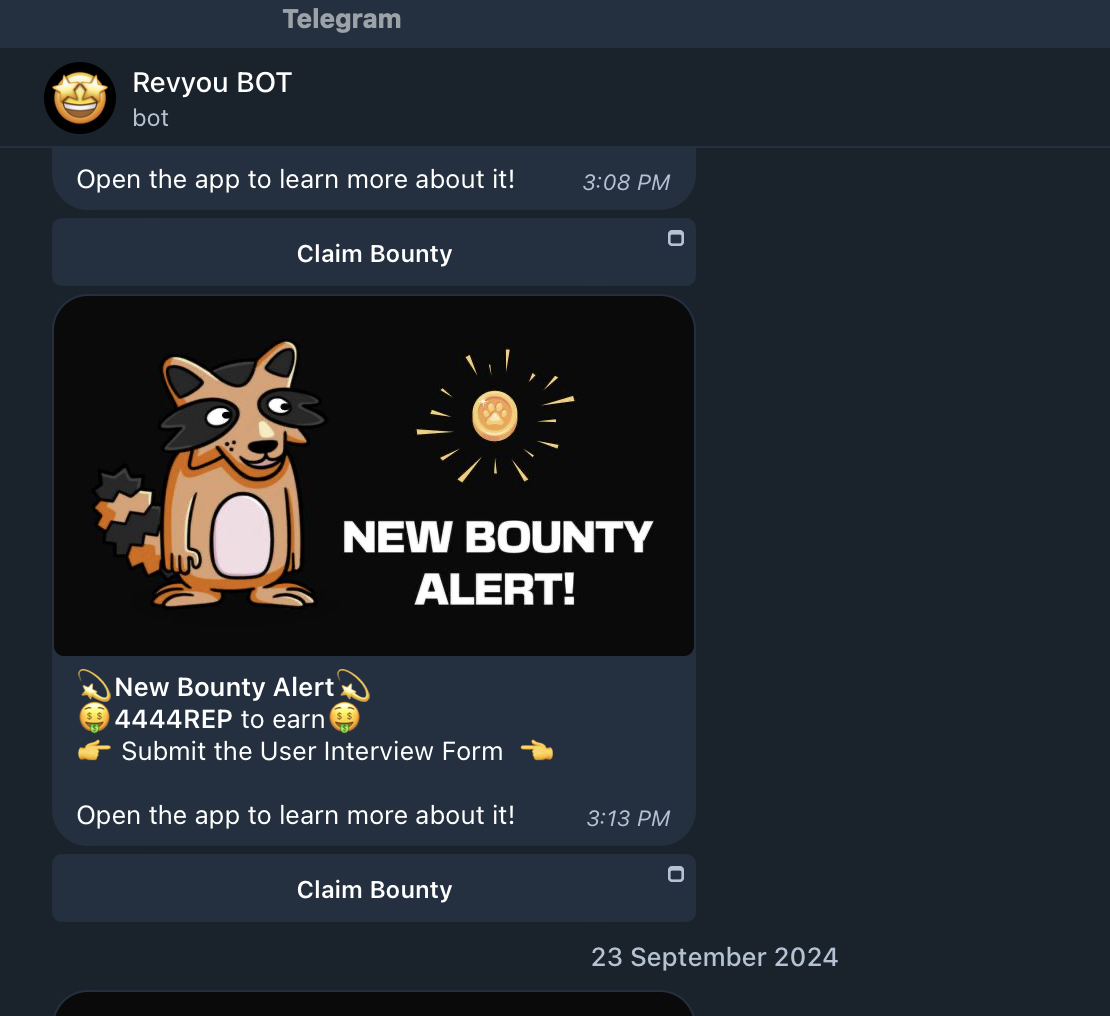 Telegram
Revyou BOT
bot
Open the app to learn more about it!
3:08 PM
Claim Bounty
NEW BOUNTY
ALERT!
💫New Bounty Alert💫
🤑4444REP to earn🤑
👉 Submit the User Interview Form 👈
Open the app to learn more about it!
3:13 PM
Claim Bounty
23 September 2024